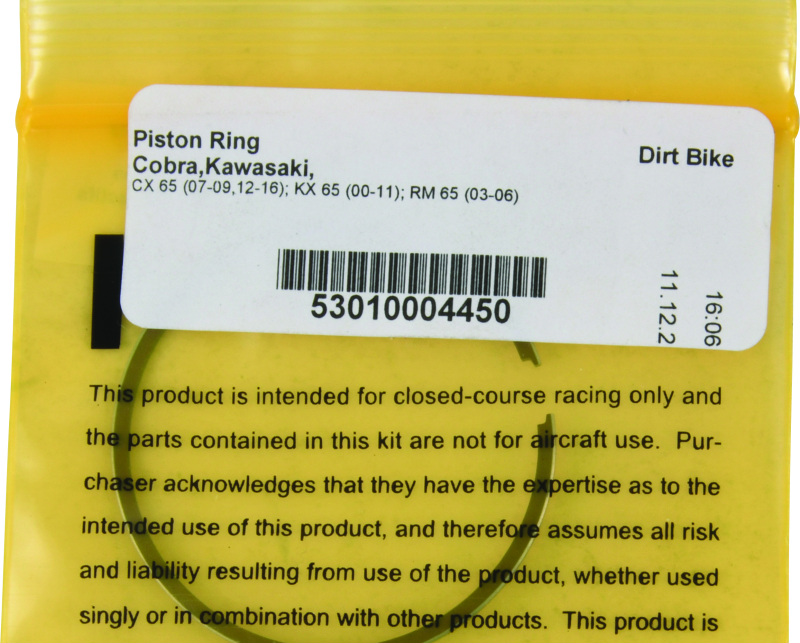 Piston Ring
Cobra,Kawasaki,
CX 65 (07-09,12-16); KX 65 (00-11); RM 65 (03-06)
Dirt Bike
53010004450
11.12.2
16:06
This product is intended for closed-course racing only and
the parts contained in this kit are not for aircraft use. Pur-
chaser acknowledges that they have the expertise as to the
intended use of this product, and therefore assumes all risk
and liability resulting from use of the product, whether used
singly or in combination with other products. This product is